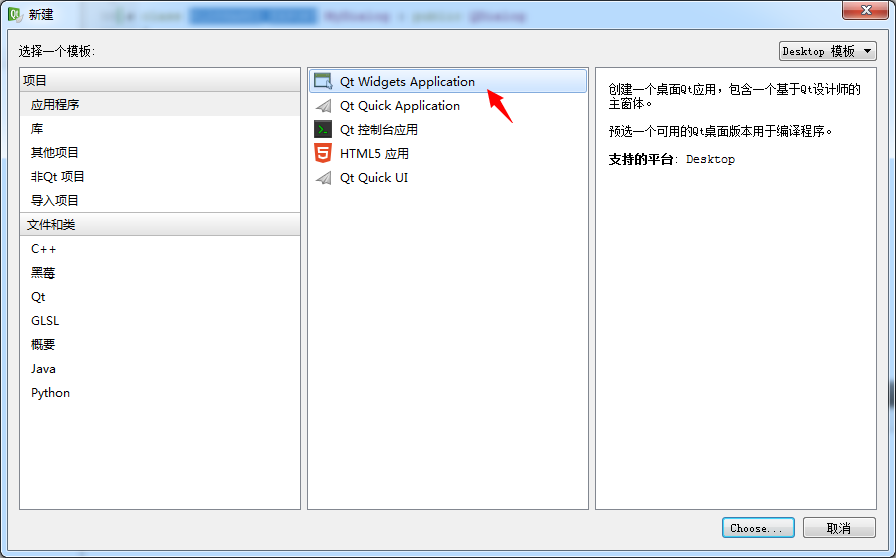 新建
class MyDialog : public QDialog
选择一个模板:
Desktop 模板
项目
应用程序
库
其他项目
非Qt 项目
导入项目
文件和类
C++
黑莓
Qt
GLSL
概要
Java
Python
Qt Widgets Application
Qt Quick Application
Qt 控制台应用
HTML5 应用
Qt Quick UI
创建一个桌面Qt应用，包含一个基于Qt设计师的
主窗体。
预选一个可用的Qt桌面版本用于编译程序。
支持的平台: Desktop
Choose...
取消